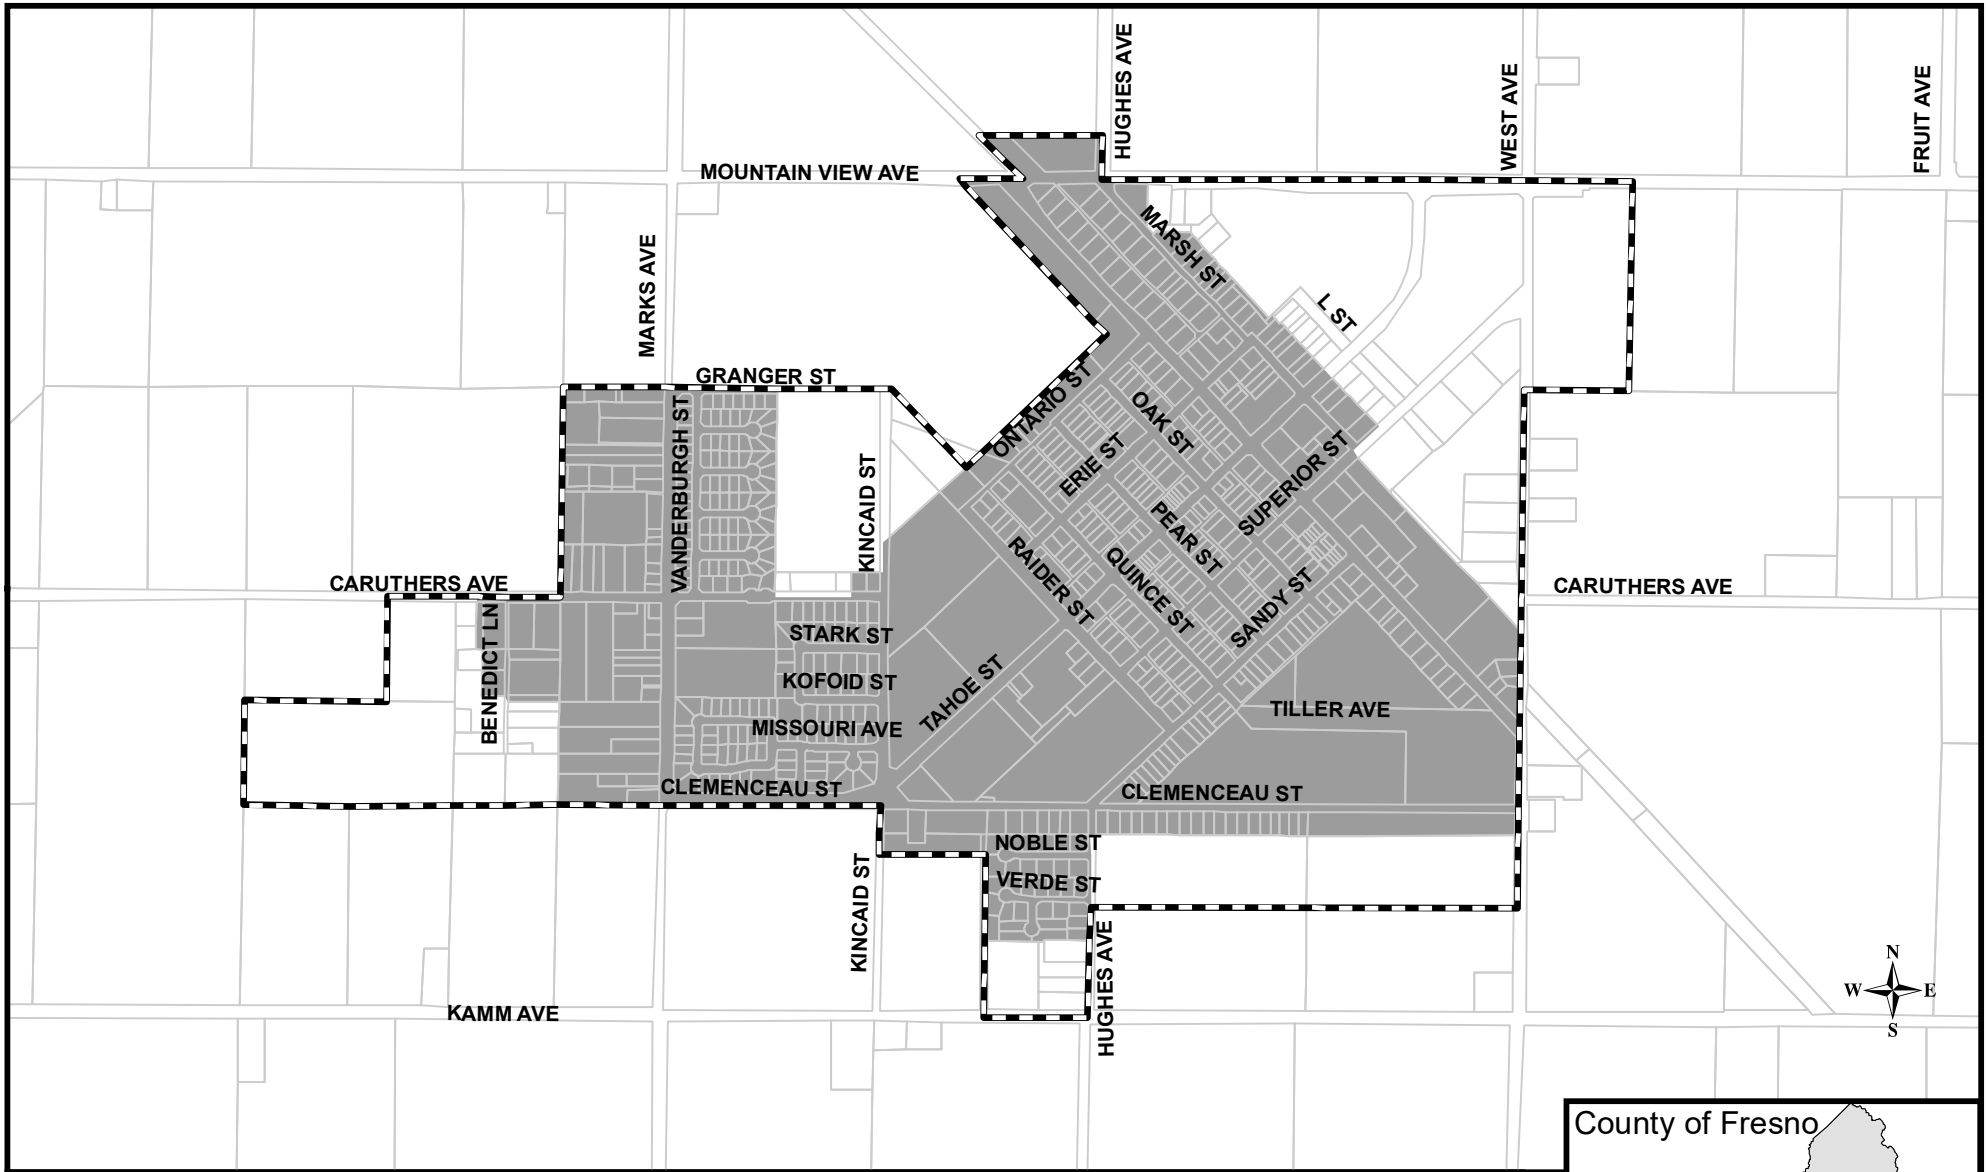 HUGHES AVE
WEST AVE
FRUIT AVE
MOUNTAIN VIEW AVE
MARSH ST
MARKS AVE
L ST
GRANGER ST
ONTARIO ST
OAK ST
VANDERBURGH ST
KINCAID ST
ERIE ST
SUPERIOR ST
PEAR ST
RAIDER ST
QUINCE ST
SANDY ST
CARUTHERS AVE
CARUTHERS AVE
BENEDICT LN
STARK ST
KOFOID ST
TAHOE ST
MISSOURI AVE
TILLER AVE
CLEMENCEAU ST
CLEMENCEAU ST
NOBLE ST
VERDE ST
KINCAID ST
HUGHES AVE
KAMM AVE
N
W E
S
County of Fresno